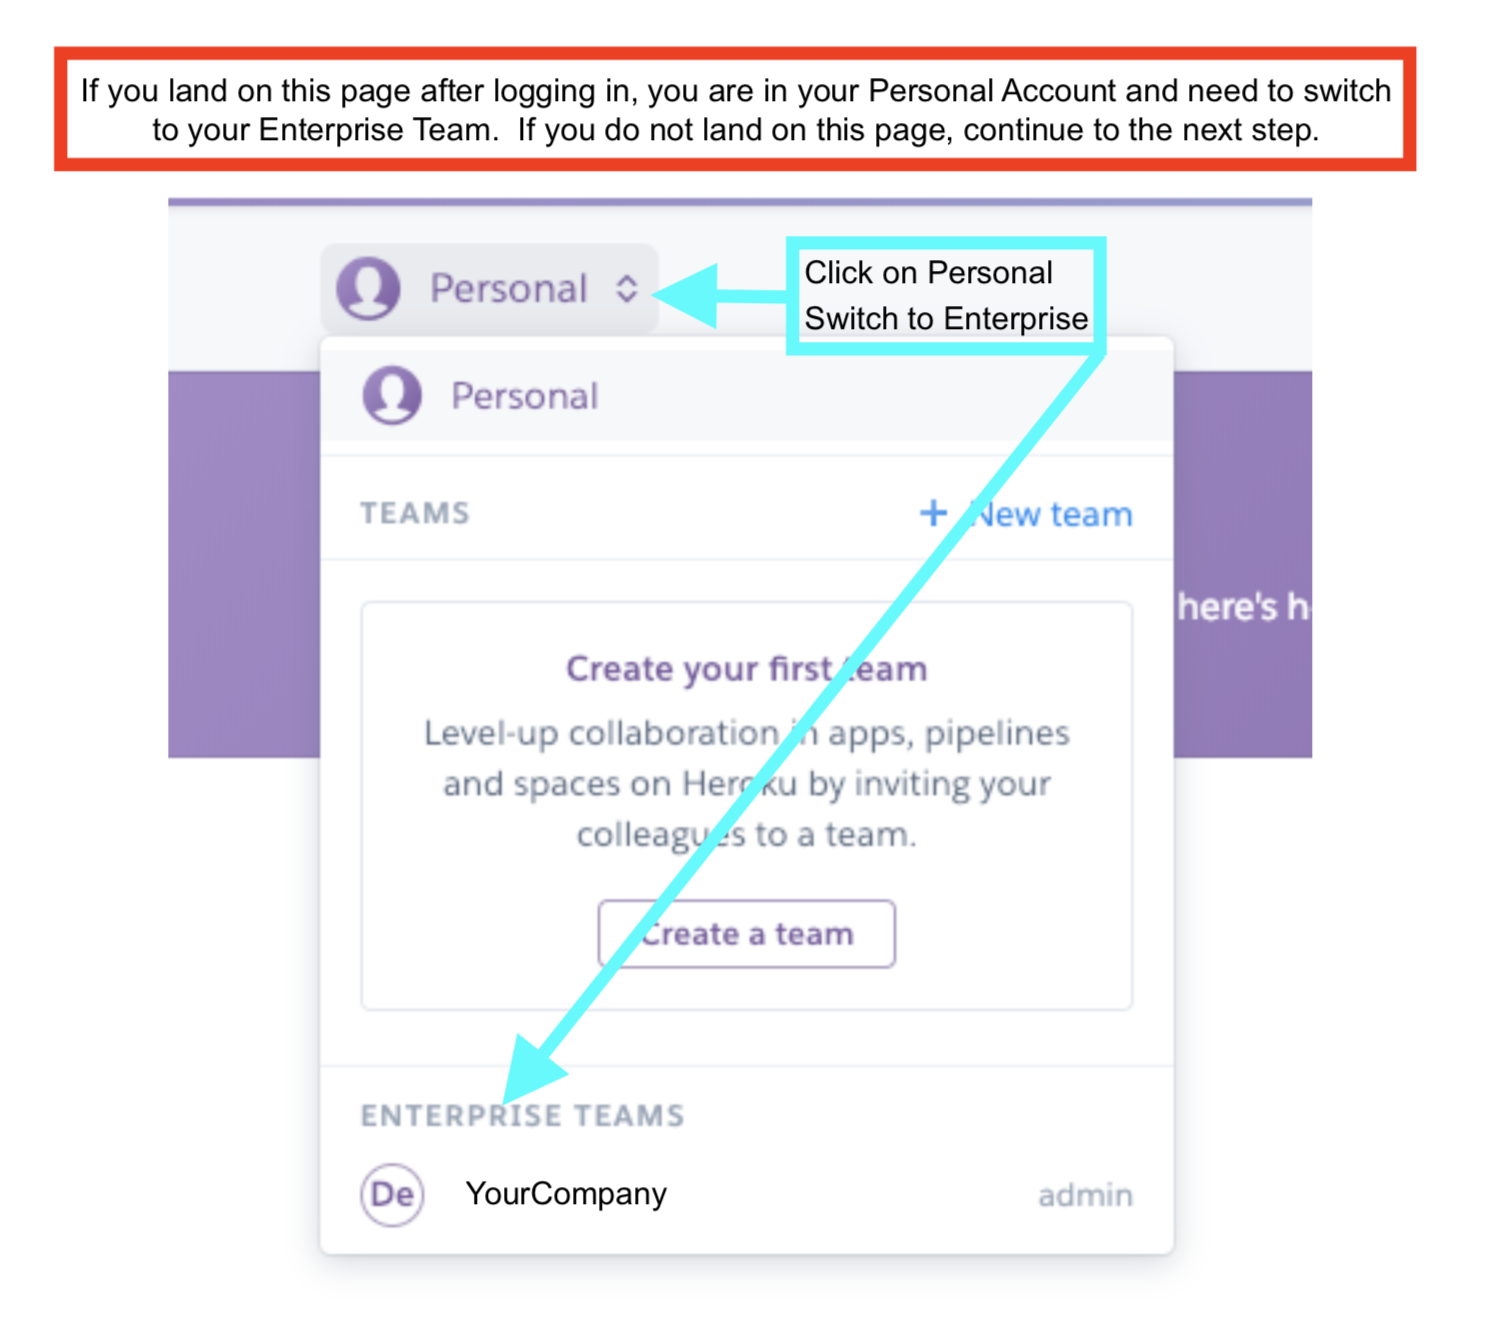 If you land on this page after logging in, you are in your Personal Account and need to switch
to your Enterprise Team.  If you do not land on this page, continue to the next step.
Personal
Click on Personal
Switch to Enterprise
Personal
TEAMS
+ New team
here's h
Create your first team
Level-up collaboration in apps, pipelines
and spaces on Heroku by inviting your
colleagues to a team.
Create a team
ENTERPRISE TEAMS
De
YourCompany
admin